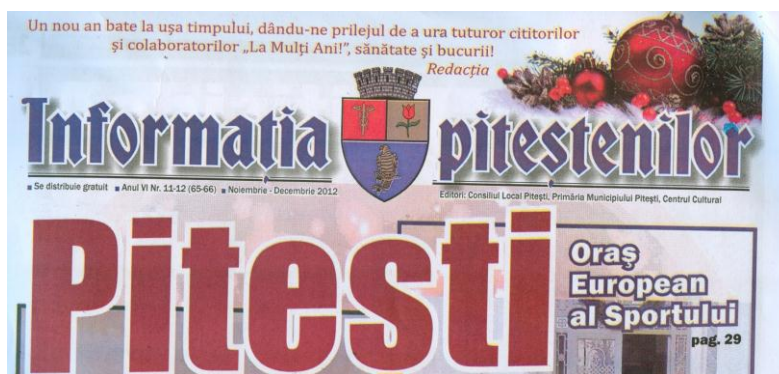 Un nou an bate la ușa timpului, dându-ne prilejul de a ura tuturor cititorilor
și colaboratorilor „La Mulți Ani!”, sănătate și bucurii!
Redacția
Informația piteștenilor
Se distribuie gratuit ■ Anul VI Nr. 11-12 (65-66) ■ Noiembrie - Decembrie 2012
Editori: Consiliul Local Pitești, Primăria Municipiului Pitești, Centrul Cultural
Pitesti
Oraş
European
al Sportului
pag. 29